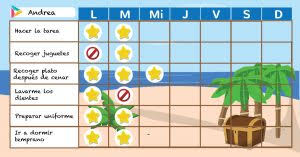 Andrea L M Mi J V S D
Hacer la tarea
Recoger juguetes
Recoger plato
después de cenar
Lavarme los
dientes
Preparar uniforme
Ir a dormir
temprano